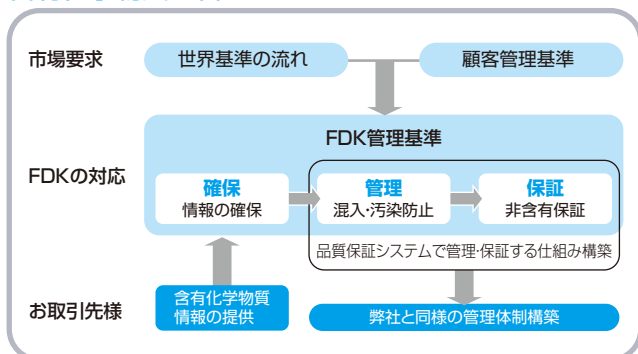 市場要求
世界基準の流れ
顧客管理基準
FDK管理基準
FDKの対応
確保
情報の確保
管理
混入・汚染防止
保証
非含有保証
品質保証システムで管理・保証する仕組み構築
お取引先様
含有化学物質
情報の提供
弊社と同様の管理体制構築